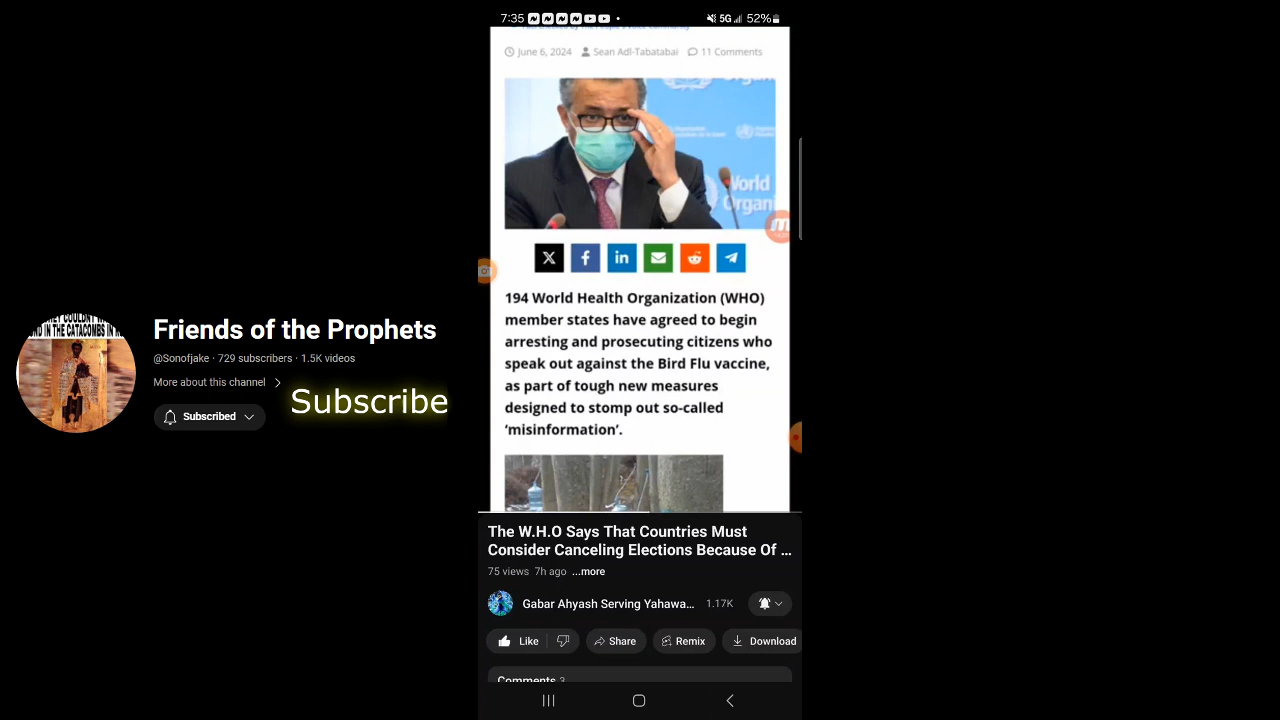 7:35
5G
52%
June 6, 2024 Sean Adl-Tabatabai 11 Comments
World
Organi
194 World Health Organization (WHO)
member states have agreed to begin
arresting and prosecuting citizens who
speak out against the Bird Flu vaccine,
as part of tough new measures
designed to stomp out so-called
‘misinformation’.
Friends of the Prophets
@Sonofjake · 729 subscribers · 1.5K videos
More about this channel
Subscribed
Subscribe
The W.H.O Says That Countries Must
Consider Canceling Elections Because Of ...
75 views 7h ago ...more
Gabar Ahyash Serving Yahawa... 1.17K
Like Share Remix Download
Comments 3